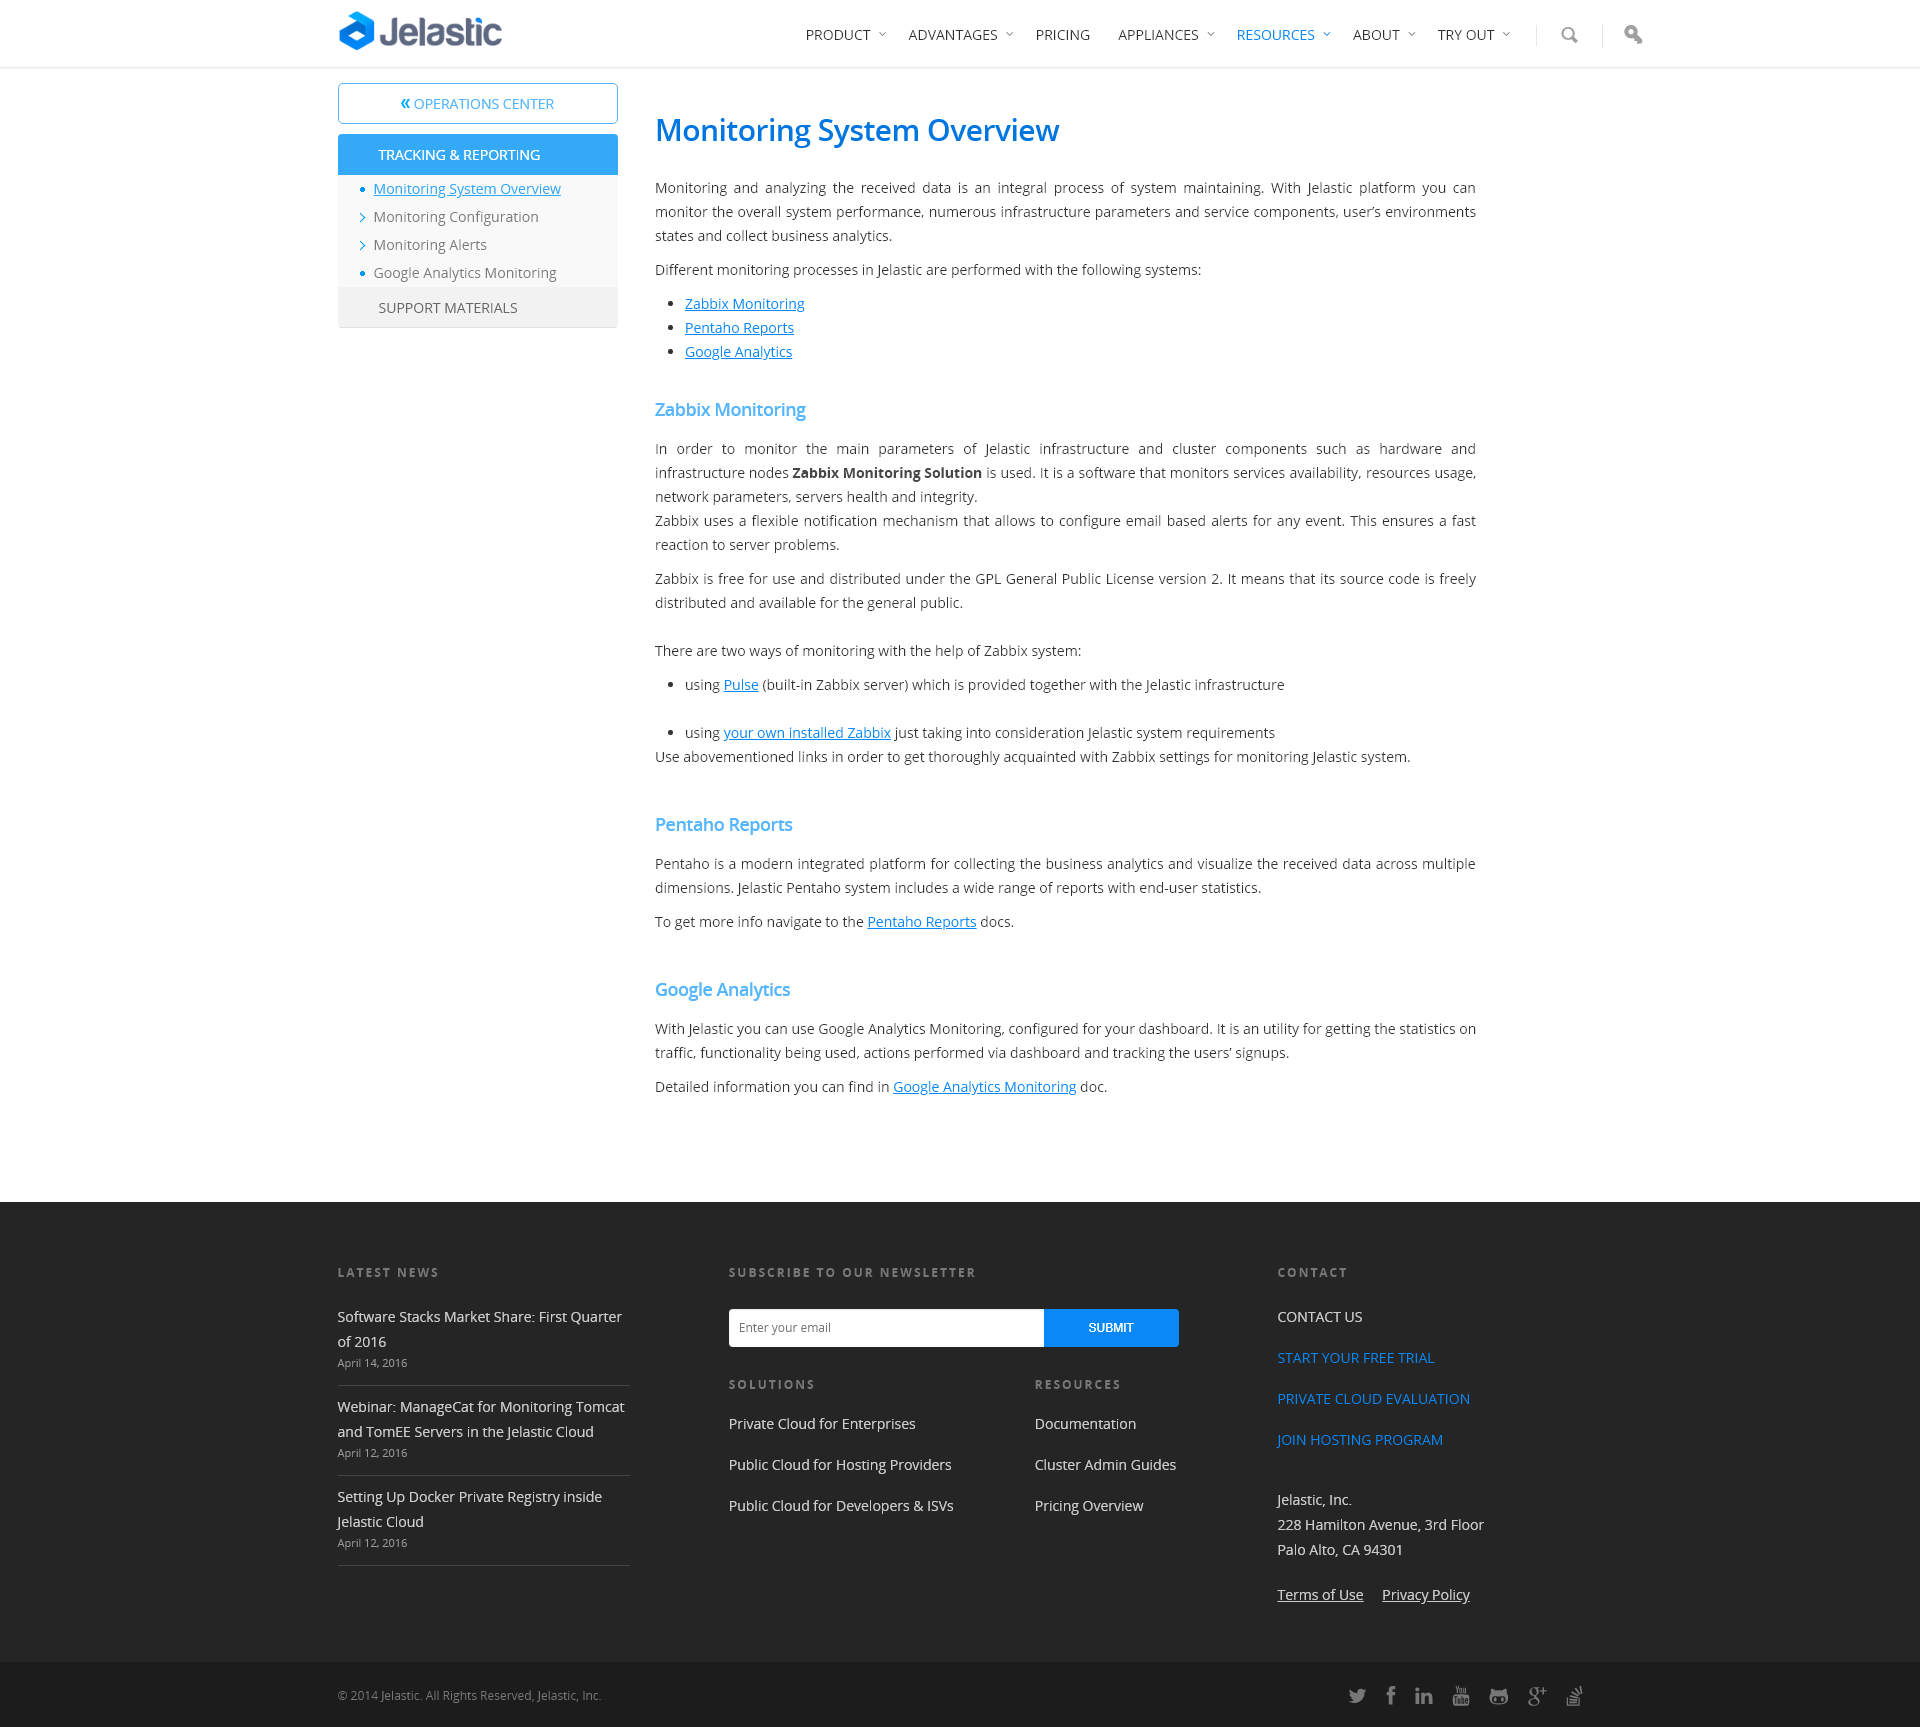 Jelastic
PRODUCT ADVANTAGES PRICING APPLIANCES RESOURCES ABOUT TRY OUT
« OPERATIONS CENTER
TRACKING & REPORTING
Monitoring System Overview
Monitoring Configuration
Monitoring Alerts
Google Analytics Monitoring
SUPPORT MATERIALS
Monitoring System Overview
Monitoring and analyzing the received data is an integral process of system maintaining. With Jelastic platform you can
monitor the overall system performance, numerous infrastructure parameters and service components, user’s environments
states and collect business analytics.
Different monitoring processes in Jelastic are performed with the following systems:
• Zabbix Monitoring
• Pentaho Reports
• Google Analytics
Zabbix Monitoring
In order to monitor the main parameters of Jelastic infrastructure and cluster components such as hardware and
infrastructure nodes Zabbix Monitoring Solution is used. It is a software that monitors services availability, resources usage,
network parameters, servers health and integrity.
Zabbix uses a flexible notification mechanism that allows to configure email based alerts for any event. This ensures a fast
reaction to server problems.
Zabbix is free for use and distributed under the GPL General Public License version 2. It means that its source code is freely
distributed and available for the general public.
There are two ways of monitoring with the help of Zabbix system:
• using Pulse (built-in Zabbix server) which is provided together with the Jelastic infrastructure
• using your own installed Zabbix just taking into consideration Jelastic system requirements
Use abovementioned links in order to get thoroughly acquainted with Zabbix settings for monitoring Jelastic system.
Pentaho Reports
Pentaho is a modern integrated platform for collecting the business analytics and visualize the received data across multiple
dimensions. Jelastic Pentaho system includes a wide range of reports with end-user statistics.
To get more info navigate to the Pentaho Reports docs.
Google Analytics
With Jelastic you can use Google Analytics Monitoring, configured for your dashboard. It is an utility for getting the statistics on
traffic, functionality being used, actions performed via dashboard and tracking the users’ signups.
Detailed information you can find in Google Analytics Monitoring doc.
LATEST NEWS
Software Stacks Market Share: First Quarter
of 2016
April 14, 2016
Webinar: ManageCat for Monitoring Tomcat
and TomEE Servers in the Jelastic Cloud
April 12, 2016
Setting Up Docker Private Registry inside
Jelastic Cloud
April 12, 2016
SUBSCRIBE TO OUR NEWSLETTER
Enter your email SUBMIT
SOLUTIONS
Private Cloud for Enterprises
Public Cloud for Hosting Providers
Public Cloud for Developers & ISVs
RESOURCES
Documentation
Cluster Admin Guides
Pricing Overview
CONTACT
CONTACT US
START YOUR FREE TRIAL
PRIVATE CLOUD EVALUATION
JOIN HOSTING PROGRAM
Jelastic, Inc.
228 Hamilton Avenue, 3rd Floor
Palo Alto, CA 94301
Terms of Use Privacy Policy
© 2014 Jelastic. All Rights Reserved, Jelastic, Inc.
You Tube